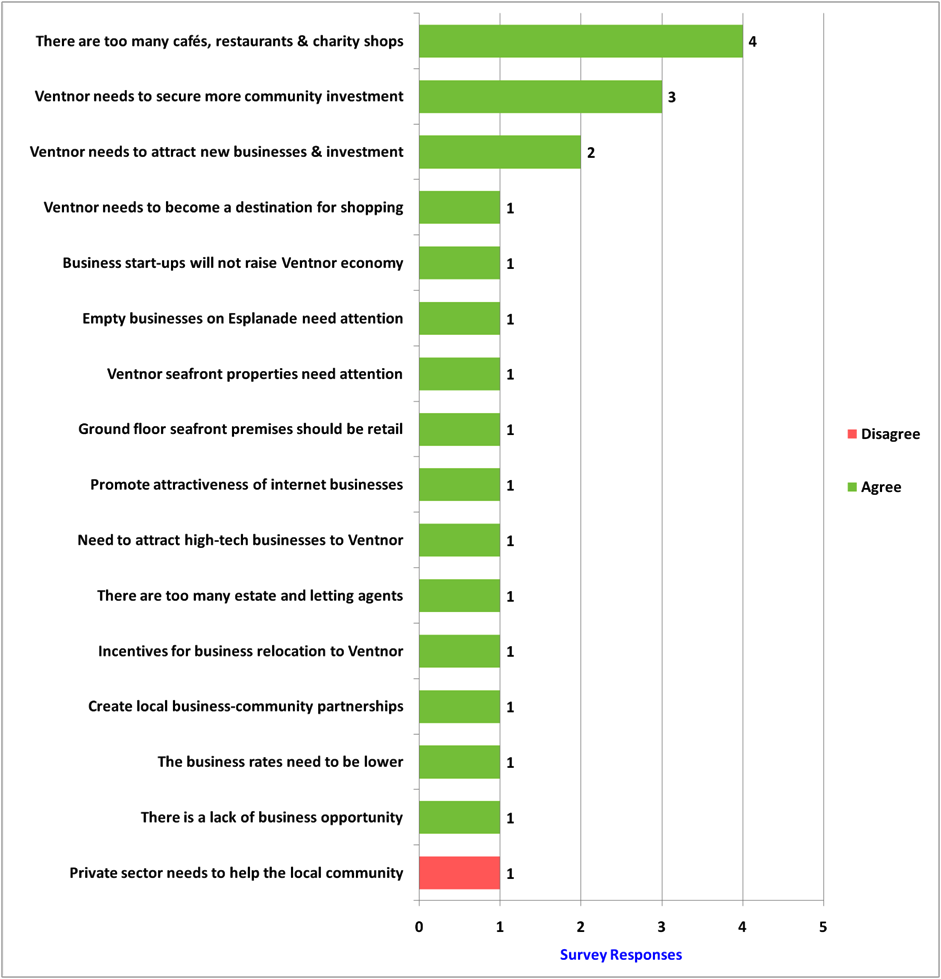 There are too many cafés, restaurants & charity shops 4
Ventnor needs to secure more community investment 3
Ventnor needs to attract new businesses & investment 2
Ventnor needs to become a destination for shopping 1
Business start-ups will not raise Ventnor economy 1
Empty businesses on Esplanade need attention 1
Ventnor seafront properties need attention 1
Ground floor seafront premises should be retail 1
Promote attractiveness of internet businesses 1
Need to attract high-tech businesses to Ventnor 1
There are too many estate and letting agents 1
Incentives for business relocation to Ventnor 1
Create local business-community partnerships 1
The business rates need to be lower 1
There is a lack of business opportunity 1
Private sector needs to help the local community 1
0 1 2 3 4 5
Survey Responses
Disagree
Agree